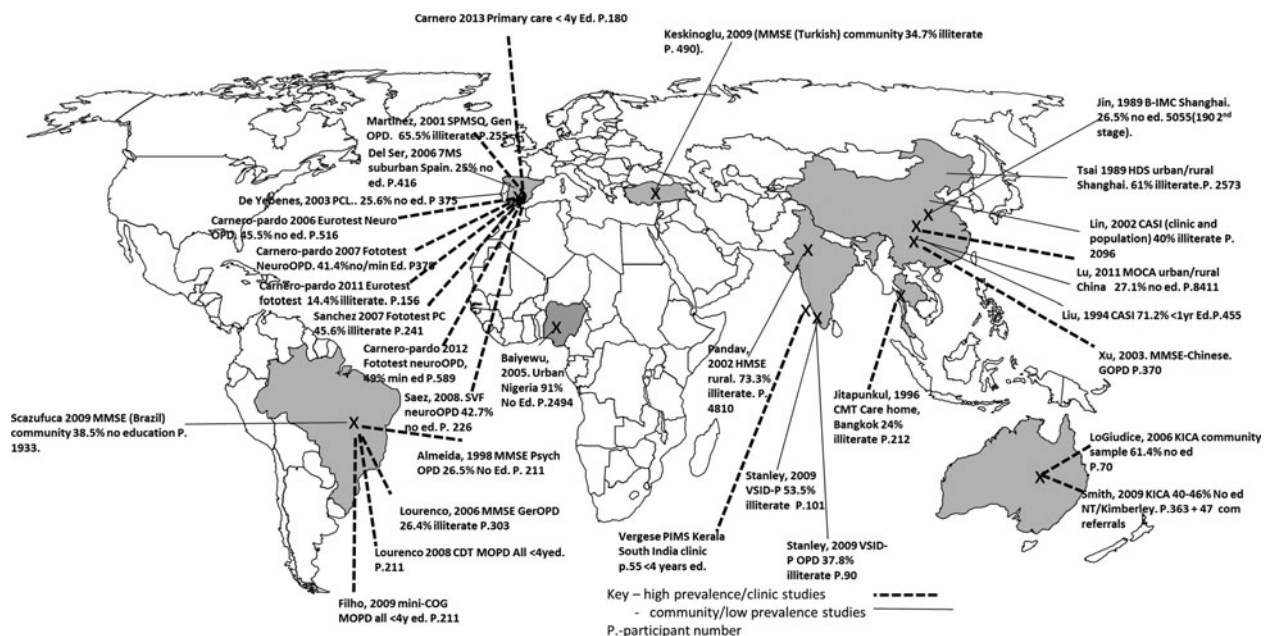 Carnero 2013 Primary care < 4y Ed. P.180
Keskinoglu, 2009 (MMSE (Turkish) community 34.7% illiterate
P. 490).
Martinez, 2001 SPMSQ, Gen
OPD. 65.5% illiterate P.255
Del Ser, 2006 7MS
suburban Spain. 25% no
ed. P.416
De Yebenes, 2003 PCL.. 25.6% no ed. P 375
Carnero-pardo 2006 Eurotest Neuro
OPD, 45.5% no ed. P.516
Carnero-pardo 2007 Fototest
NeuroOPD. 41.4%no/min Ed. P378
Carnero-pardo 2011 Eurotest
fototest 14.4% illiterate. P.156
Sanchez 2007 Fototest PC
45.6% illiterate P.241
Carnero-pardo 2012
Fototest neuroOPD,
49% min ed P.589
Saez, 2008. SVF
neuroOPD 42.7%
no ed. P. 226
Baiyewu,
2005. Urban
Nigeria 91%
No Ed. P.2494
Scazufuca 2009 MMSE (Brazil)
community 38.5% no education P.
1933.
Almeida, 1998 MMSE Psych
OPD 26.5% No Ed. P. 211
Lourenco, 2006 MMSE GerOPD
26.4% illiterate P.303
Lourenco 2008 CDT MOPD All <4yed.
P.211
Filho, 2009 mini-COG
MOPD all <4y ed. P.211
Jin, 1989 B-IMC Shanghai.
26.5% no ed. 5055(190 2nd
stage).
Tsai 1989 HDS urban/rural
Shanghai. 61% illiterate.P. 2573
Lin, 2002 CASI (clinic and
population) 40% illiterate P.
2096
Lu, 2011 MOCA urban/rural
China 27.1% no ed. P.8411
Liu, 1994 CASI 71.2% <1yr Ed.P.455
Xu, 2003. MMSE-Chinese.
GOPD P.370
Pandav,
2002 HMSE
rural. 73.3%
illiterate. P.
4810
Jitapunkul, 1996
CMT Care home,
Bangkok 24%
illiterate P.212
Stanley, 2009
VSID-P 53.5%
illiterate P.101
Vergese PIMS Kerala
South India clinic
p.55 <4 years ed.
Stanley, 2009 VSID-
P OPD 37.8%
illiterate P.90
LoGiudice, 2006 KICA community
sample 61.4% no ed
P.70
Smith, 2009 KICA 40-46% No ed
NT/Kimberley. P.363 + 47 com
referrals
Key – high prevalence/clinic studies
- community/low prevalence studies
P.-participant number